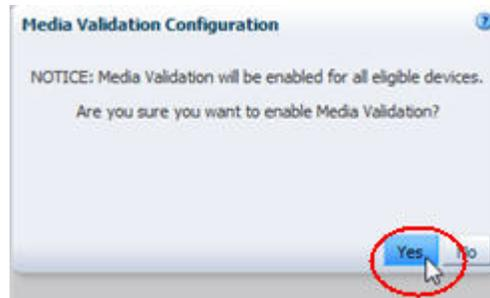 Media Validation Configuration
NOTICE: Media Validation will be enabled for all eligible devices.
Are you sure you want to enable Media Validation?
Yes No